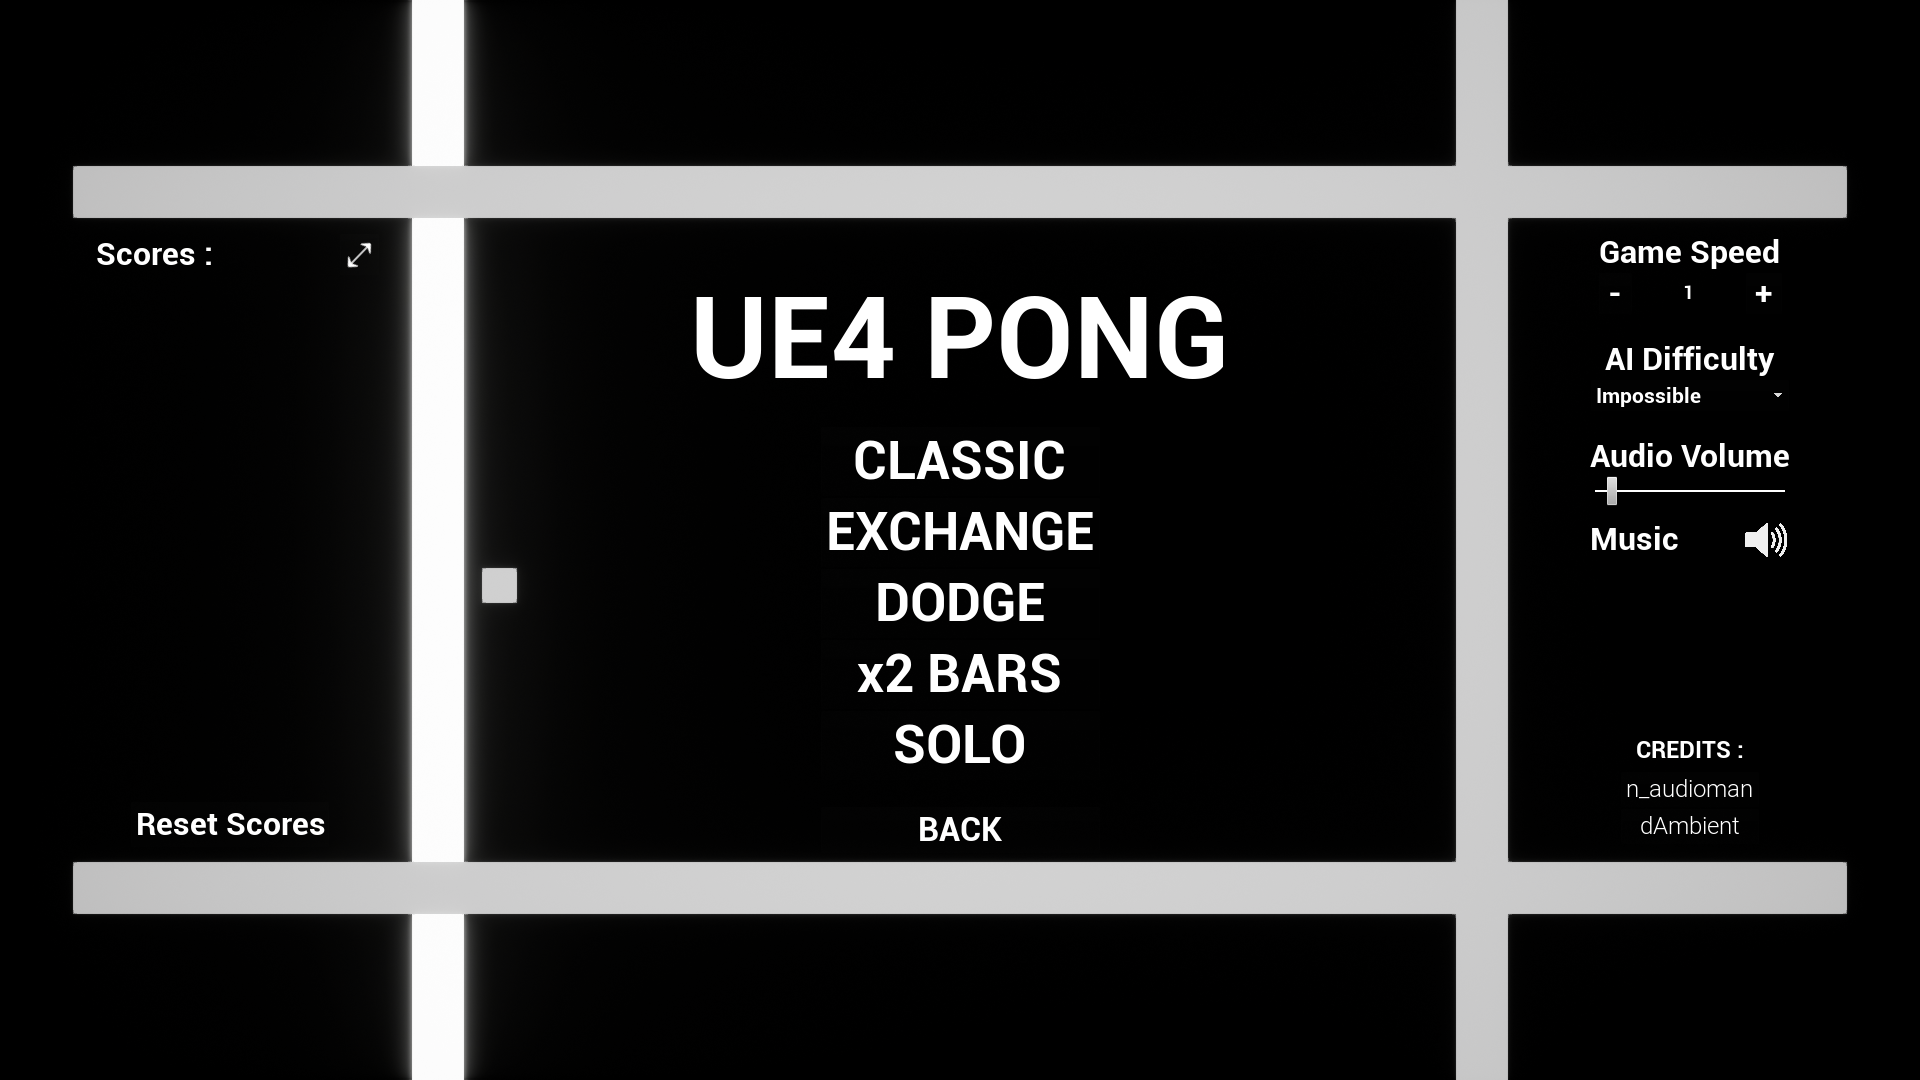 Scores :
UE4 PONG
CLASSIC
EXCHANGE
DODGE
x2 BARS
SOLO
BACK
Reset Scores
Game Speed
- 1 +
AI Difficulty
Impossible
Audio Volume
Music
CREDITS :
n_audioman
dAmbient